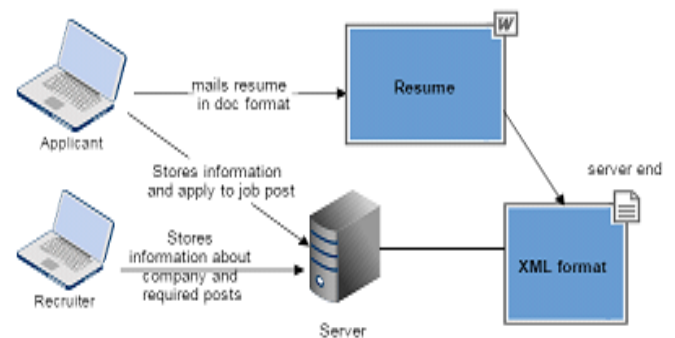 W
mails resume
in doc format
Resume
Applicant
Stores information
and apply to job post
server end
Stores
information about
company and
required posts
XML format
Recruiter
Server